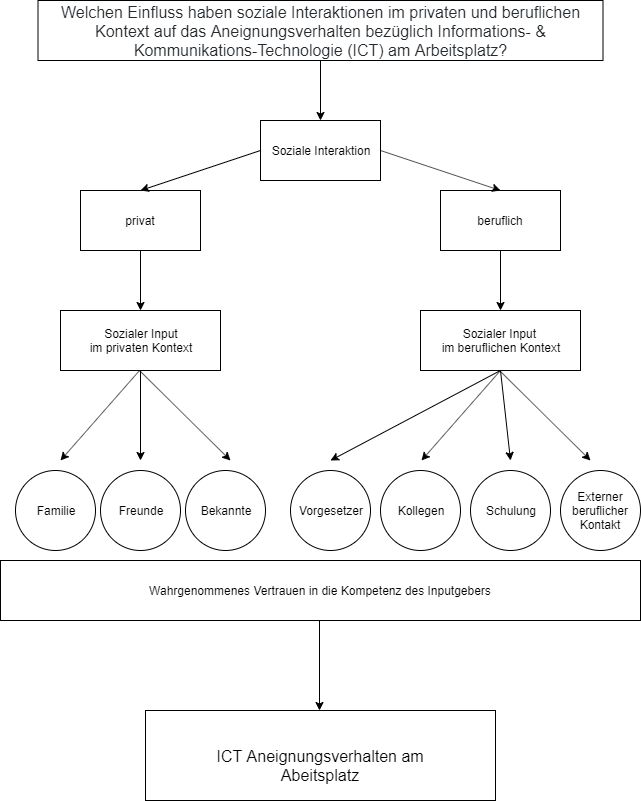 Welchen Einfluss haben soziale Interaktionen im privaten und beruflichen
Kontext auf das Aneignungsverhalten bezüglich Informations- &
Kommunikations-Technologie (ICT) am Arbeitsplatz?
Soziale Interaktion
privat
beruflich
Sozialer Input
im privaten Kontext
Sozialer Input
im beruflichen Kontext
Familie
Freunde
Bekannte
Vorgesetzer
Kollegen
Schulung
Externer
beruflicher
Kontakt
Wahrgenommenes Vertrauen in die Kompetenz des Inputgebers
ICT Aneignungsverhalten am
Abeitsplatz